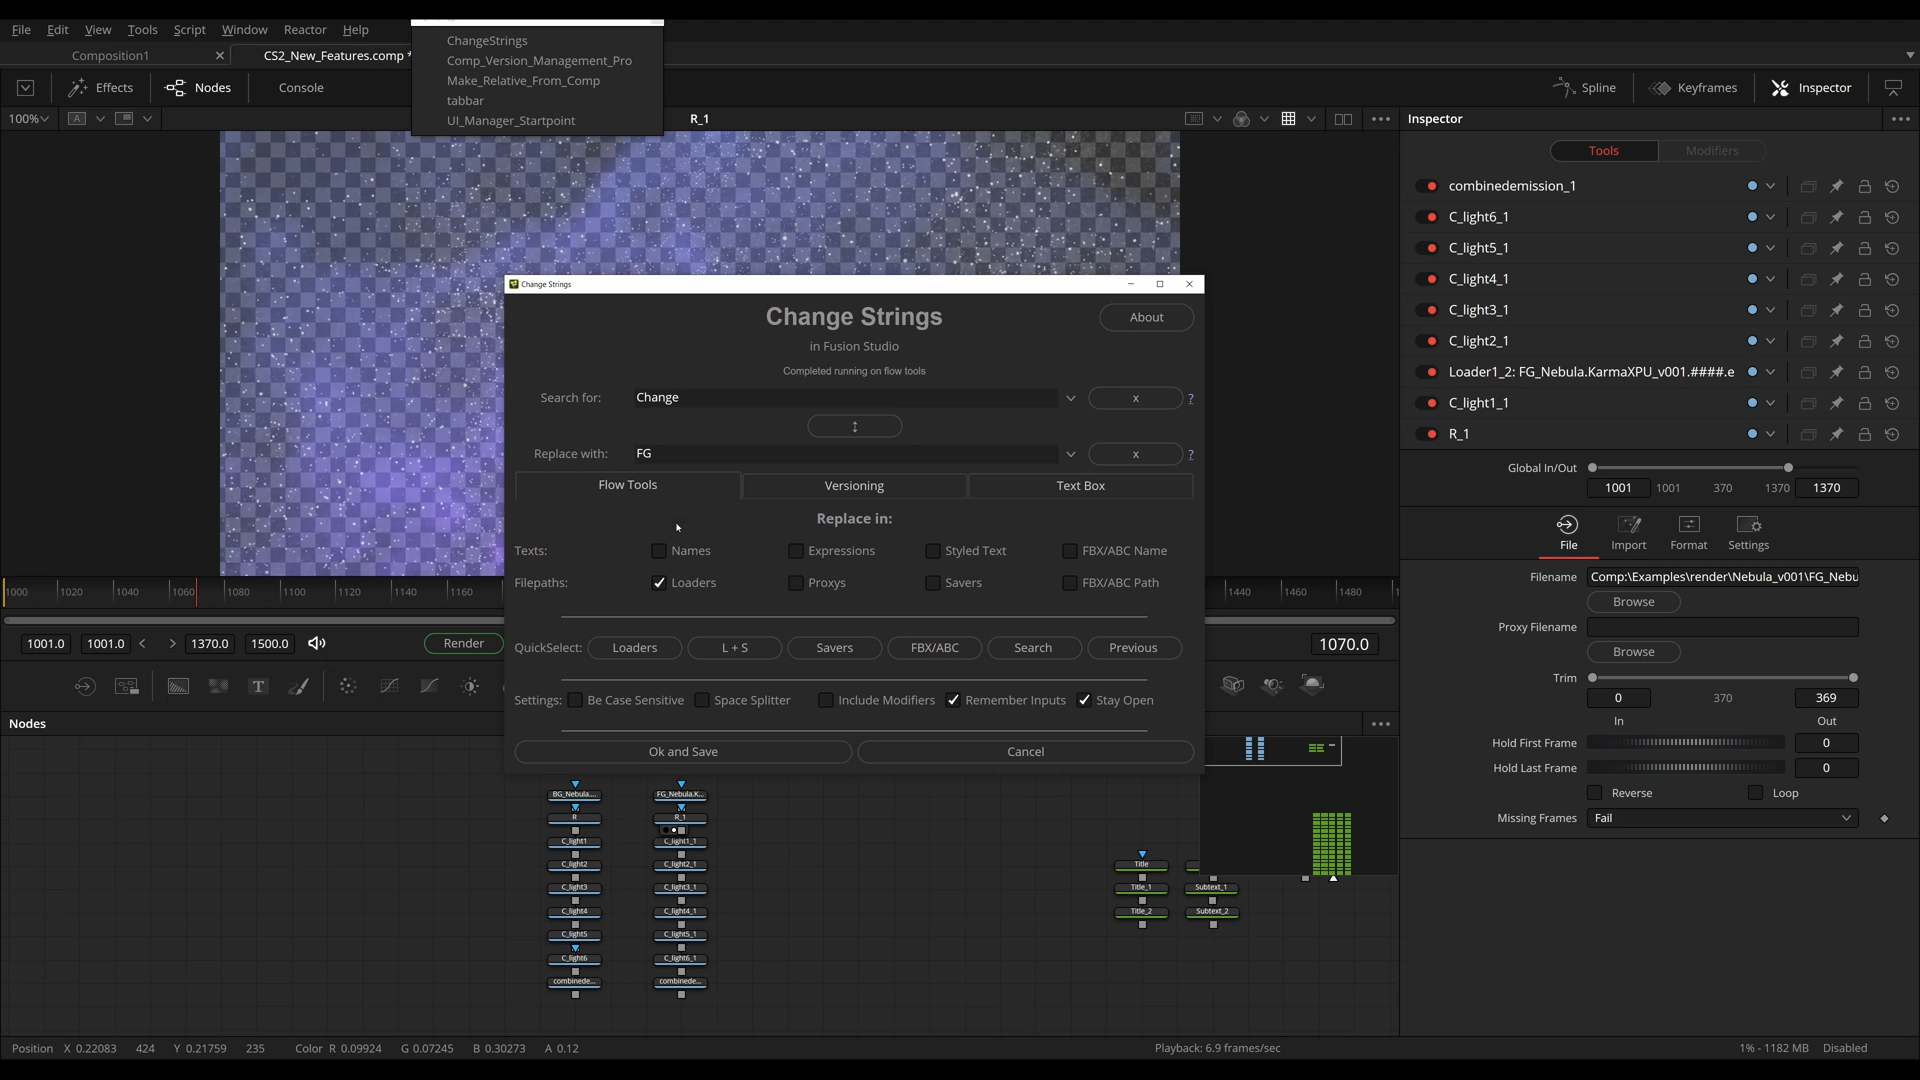 File Edit View Tools Script Window Reactor Help
ChangeStrings
Comp_Version_Management_Pro
Make_Relative_From_Comp
tabbar
UI_Manager_Startpoint
Composition1 CS2_New_Features.comp *
Effects Nodes Console Spline Keyframes Inspector
100% A R_1
Inspector
Tools Modifiers
combinedemission_1
C_light6_1
C_light5_1
C_light4_1
C_light3_1
C_light2_1
Loader1_2: FG_Nebula.KarmaXPU_v001.####.e
C_light1_1
R_1
Global In/Out
1001 1001 370 1370 1370
File Import Format Settings
Filename Comp:\Examples\render\Nebula_v001\FG_Nebu
Browse
Proxy Filename
Browse
Trim
0 370 369
In Out
Hold First Frame 0
Hold Last Frame 0
Reverse Loop
Missing Frames Fail
Change Strings
Change Strings
About
in Fusion Studio
Completed running on flow tools
Search for: Change x ?
↕
Replace with: FG x ?
Flow Tools Versioning Text Box
Replace in:
Texts: Names Expressions Styled Text FBX/ABC Name
Filepaths: Loaders Proxys Savers FBX/ABC Path
QuickSelect: Loaders L + S Savers FBX/ABC Search Previous
Settings: Be Case Sensitive Space Splitter Include Modifiers Remember Inputs Stay Open
Ok and Save Cancel
1000 1020 1040 1060 1080 1100 1120 1140 1160 1440 1460 1480
1001.0 1001.0 < > 1370.0 1500.0 Render 1070.0
T
Nodes
BG_Nebula.... FG_Nebula.K...
R R_1
C_light1 C_light1_1
C_light2 C_light2_1
C_light3 C_light3_1
C_light4 C_light4_1
C_light5 C_light5_1
C_light6 C_light6_1
combinede... combinede...
Title
Title_1 Subtext_1
Title_2 Subtext_2
Position X 0.22083 424 Y 0.21759 235 Color R 0.09924 G 0.07245 B 0.30273 A 0.12 Playback: 6.9 frames/sec 1% - 1182 MB Disabled